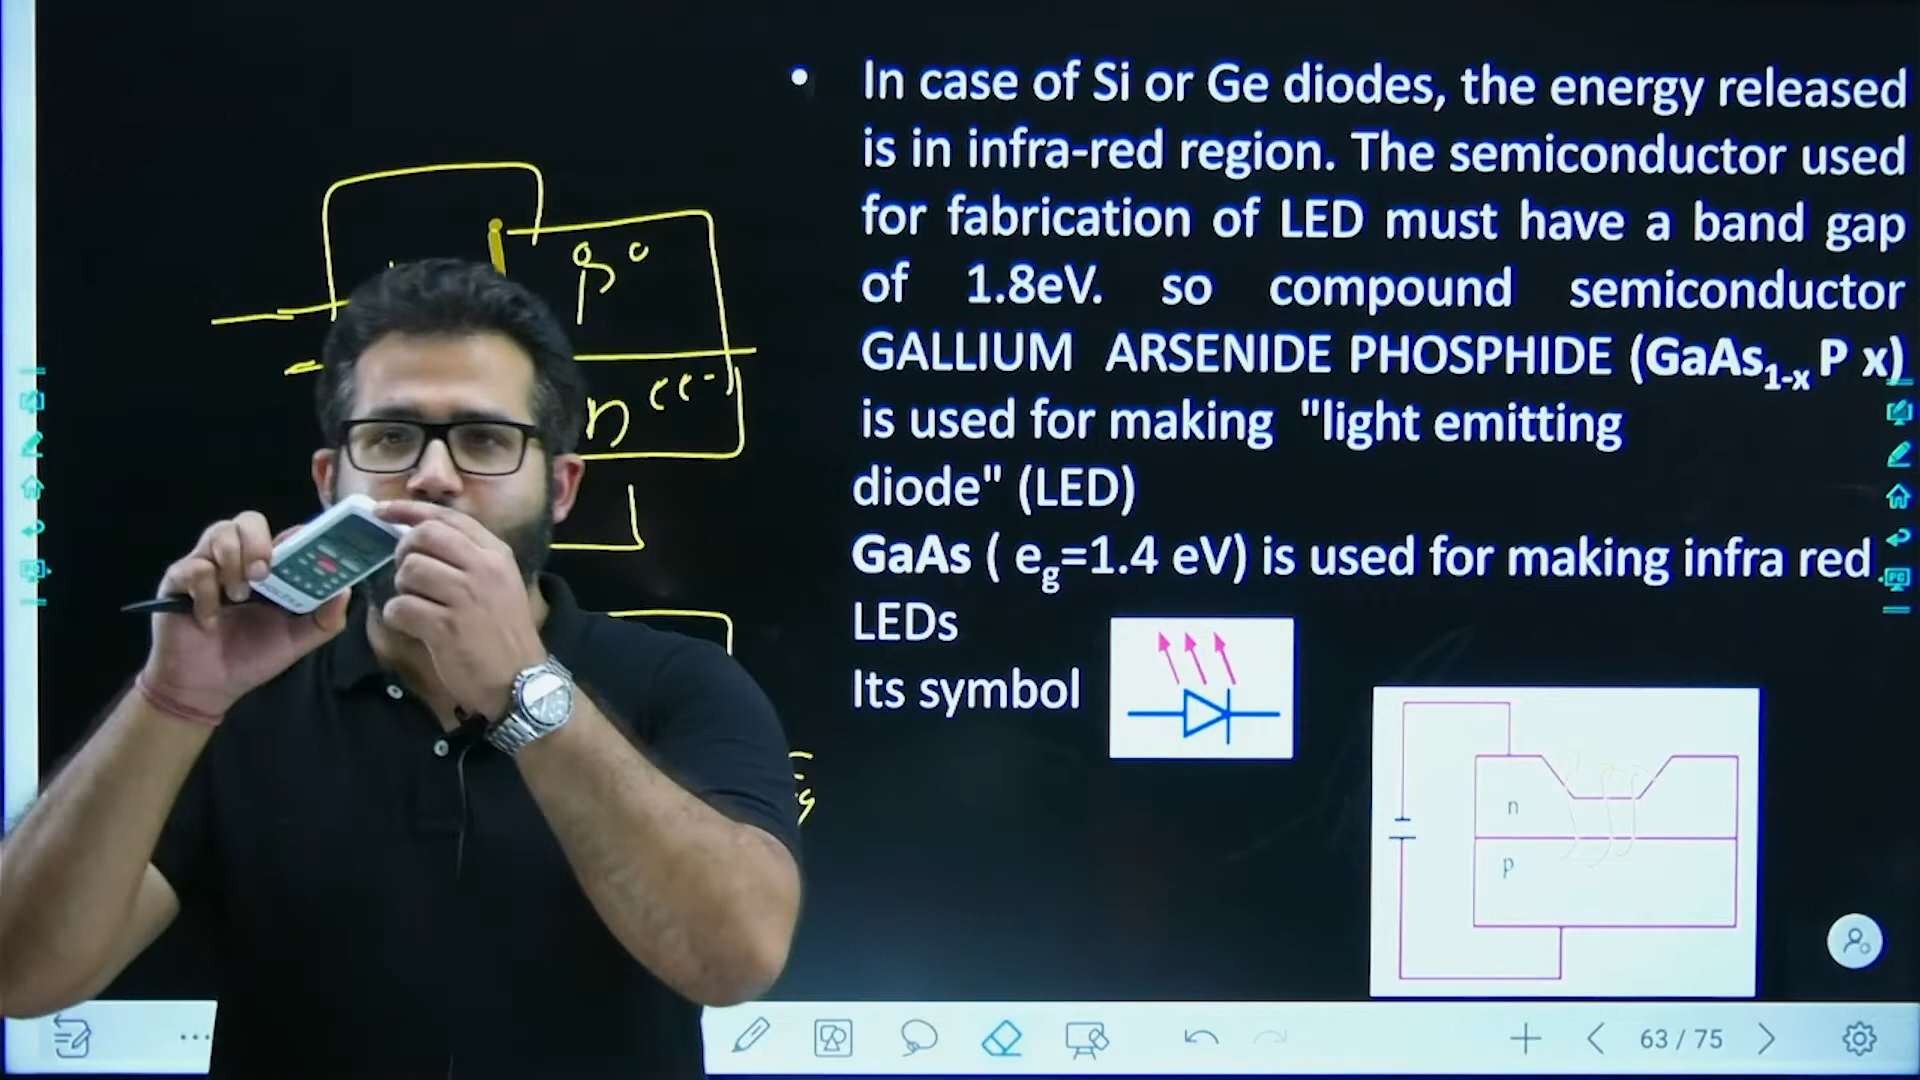 • In case of Si or Ge diodes, the energy released
is in infra-red region. The semiconductor used
for fabrication of LED must have a band gap
of 1.8eV. so compound semiconductor
GALLIUM ARSENIDE PHOSPHIDE (GaAs1-x P x)
is used for making "light emitting
diode" (LED)
GaAs ( eg=1.4 eV) is used for making infra red
LEDs
Its symbol
n
p
p
n
63 / 75